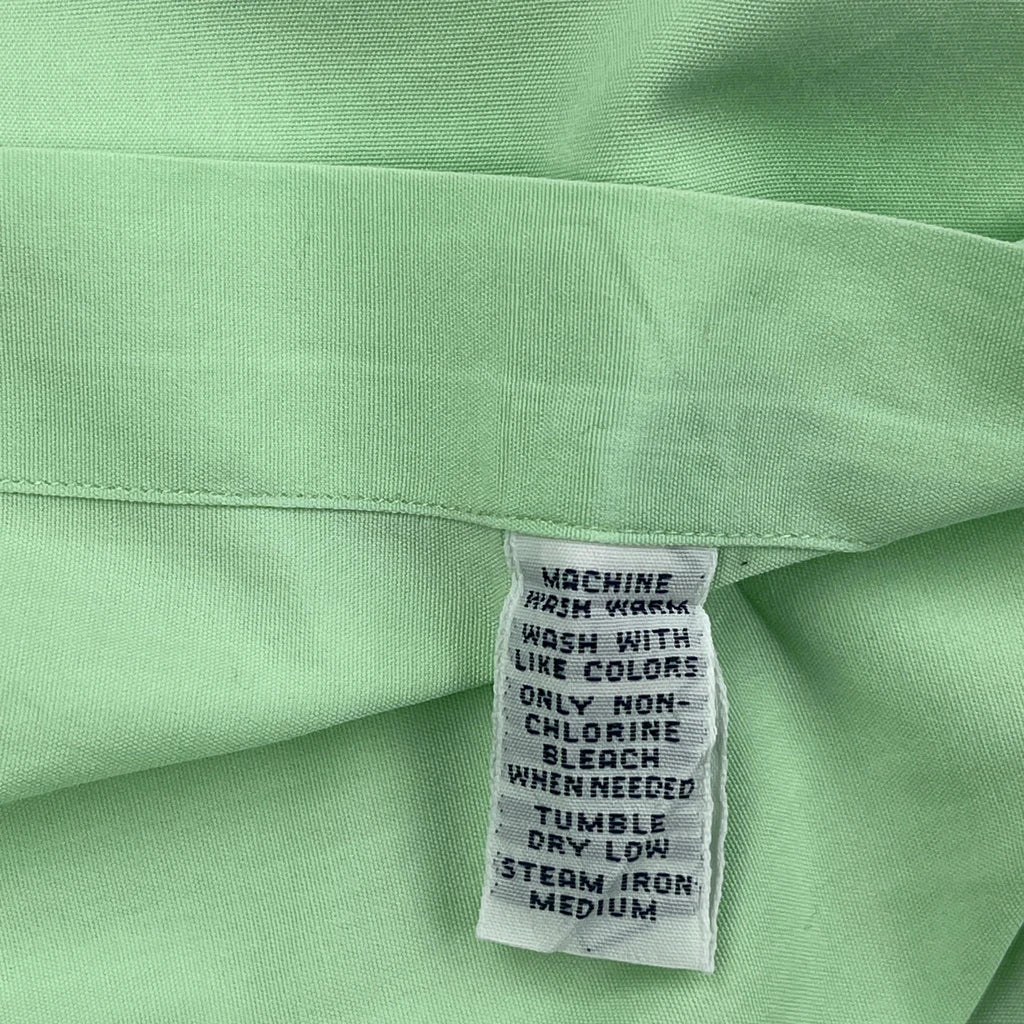 MACHINE
WASH WARM
WASH WITH
LIKE COLORS
ONLY NON-
CHLORINE
BLEACH
WHEN NEEDED
TUMBLE
DRY LOW
STEAM IRON
MEDIUM